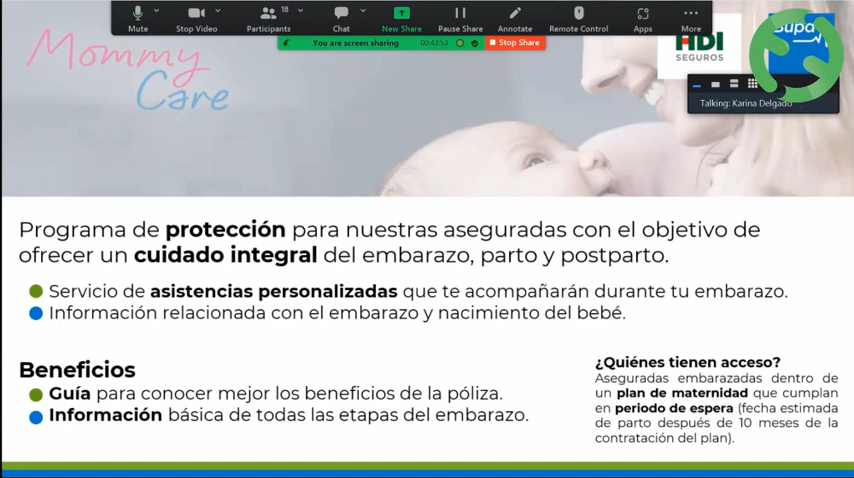 Mute
Stop Video
Participants
18
Chat
New Share
Pause Share
Annotate
Remote Control
Apps
More
You are screen sharing
00:43:53
Stop Share
Mommy
Care
HDI
SEGUROS
Talking: Karina Delgado
Programa de protección para nuestras aseguradas con el objetivo de
ofrecer un cuidado integral del embarazo, parto y postparto.
Servicio de asistencias personalizadas que te acompañarán durante tu embarazo.
Información relacionada con el embarazo y nacimiento del bebé.
Beneficios
Guía para conocer mejor los beneficios de la póliza.
Información básica de todas las etapas del embarazo.
¿Quiénes tienen acceso?
Aseguradas embarazadas dentro de
un plan de maternidad que cumplan
en periodo de espera (fecha estimada
de parto después de 10 meses de la
contratación del plan).